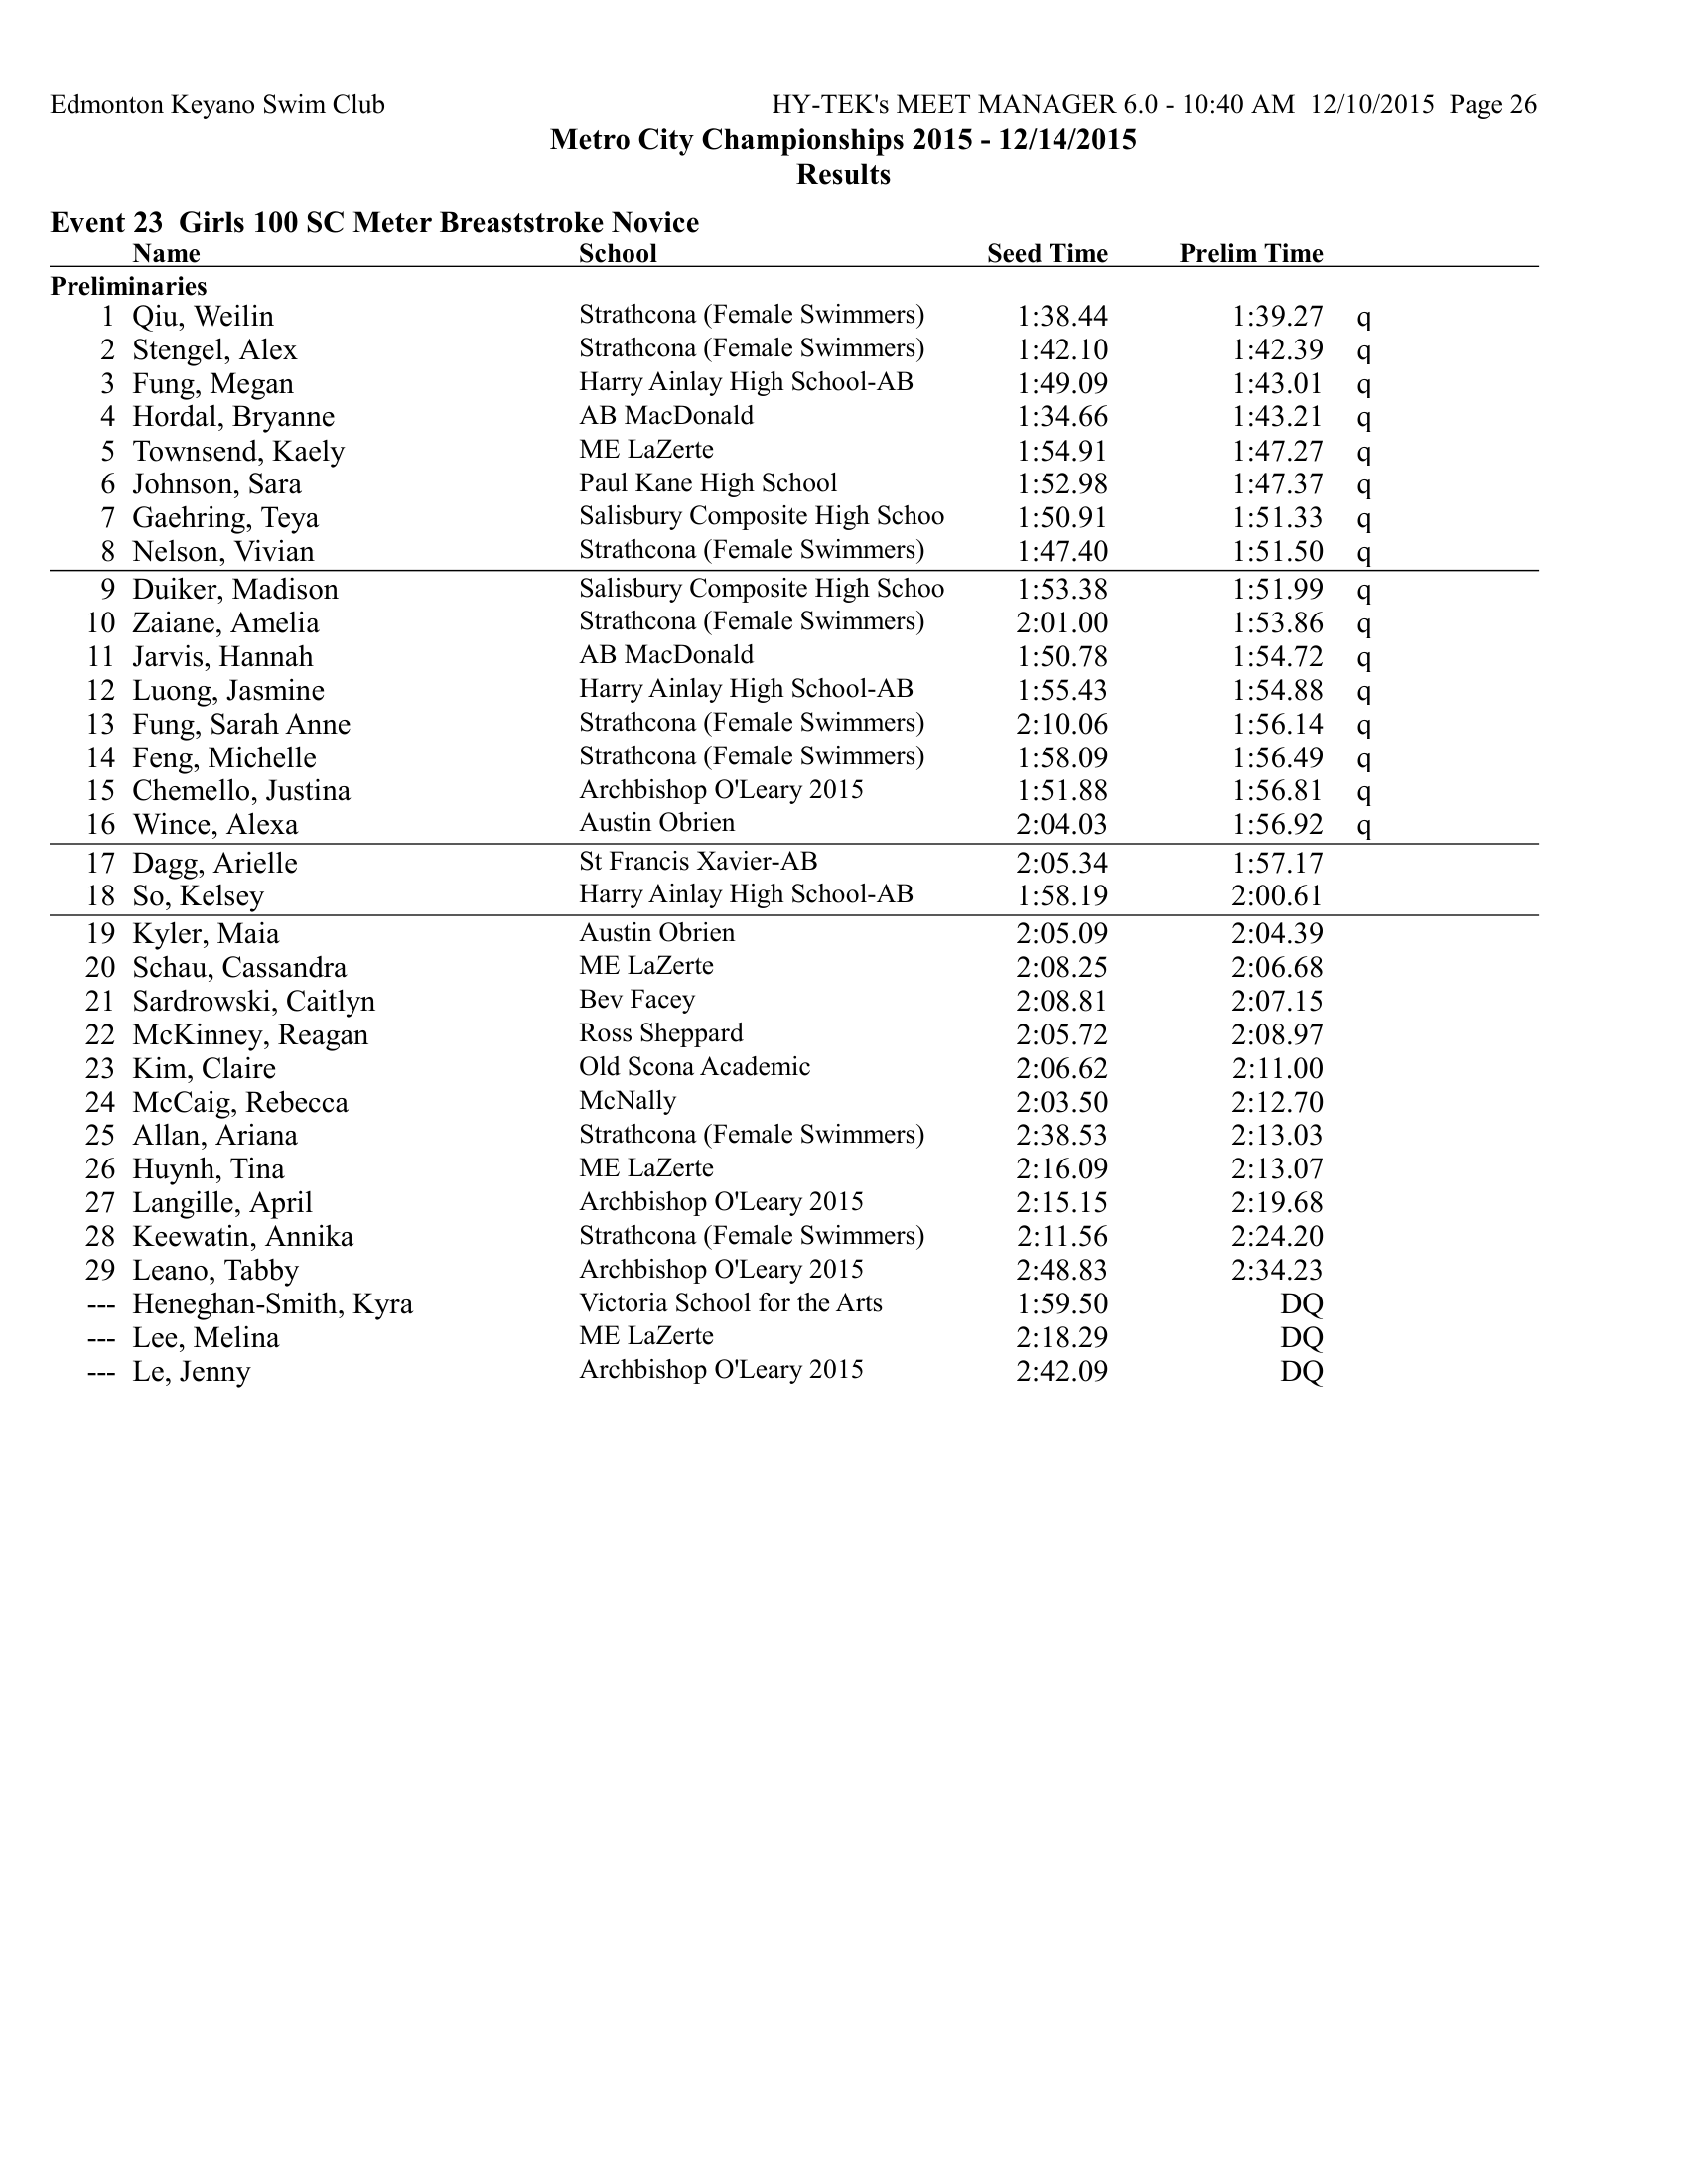 Edmonton Keyano Swim Club HY-TEK's MEET MANAGER 6.0 - 10:40 AM 12/10/2015 Page 26
Metro City Championships 2015 - 12/14/2015
Results
Event 23 Girls 100 SC Meter Breaststroke Novice
Name School Seed Time Prelim Time
Preliminaries
1 Qiu, Weilin Strathcona (Female Swimmers) 1:38.44 1:39.27 q
2 Stengel, Alex Strathcona (Female Swimmers) 1:42.10 1:42.39 q
3 Fung, Megan Harry Ainlay High School-AB 1:49.09 1:43.01 q
4 Hordal, Bryanne AB MacDonald 1:34.66 1:43.21 q
5 Townsend, Kaely ME LaZerte 1:54.91 1:47.27 q
6 Johnson, Sara Paul Kane High School 1:52.98 1:47.37 q
7 Gaehring, Teya Salisbury Composite High Schoo 1:50.91 1:51.33 q
8 Nelson, Vivian Strathcona (Female Swimmers) 1:47.40 1:51.50 q
9 Duiker, Madison Salisbury Composite High Schoo 1:53.38 1:51.99 q
10 Zaiane, Amelia Strathcona (Female Swimmers) 2:01.00 1:53.86 q
11 Jarvis, Hannah AB MacDonald 1:50.78 1:54.72 q
12 Luong, Jasmine Harry Ainlay High School-AB 1:55.43 1:54.88 q
13 Fung, Sarah Anne Strathcona (Female Swimmers) 2:10.06 1:56.14 q
14 Feng, Michelle Strathcona (Female Swimmers) 1:58.09 1:56.49 q
15 Chemello, Justina Archbishop O'Leary 2015 1:51.88 1:56.81 q
16 Wince, Alexa Austin Obrien 2:04.03 1:56.92 q
17 Dagg, Arielle St Francis Xavier-AB 2:05.34 1:57.17
18 So, Kelsey Harry Ainlay High School-AB 1:58.19 2:00.61
19 Kyler, Maia Austin Obrien 2:05.09 2:04.39
20 Schau, Cassandra ME LaZerte 2:08.25 2:06.68
21 Sardrowski, Caitlyn Bev Facey 2:08.81 2:07.15
22 McKinney, Reagan Ross Sheppard 2:05.72 2:08.97
23 Kim, Claire Old Scona Academic 2:06.62 2:11.00
24 McCaig, Rebecca McNally 2:03.50 2:12.70
25 Allan, Ariana Strathcona (Female Swimmers) 2:38.53 2:13.03
26 Huynh, Tina ME LaZerte 2:16.09 2:13.07
27 Langille, April Archbishop O'Leary 2015 2:15.15 2:19.68
28 Keewatin, Annika Strathcona (Female Swimmers) 2:11.56 2:24.20
29 Leano, Tabby Archbishop O'Leary 2015 2:48.83 2:34.23
--- Heneghan-Smith, Kyra Victoria School for the Arts 1:59.50 DQ
--- Lee, Melina ME LaZerte 2:18.29 DQ
--- Le, Jenny Archbishop O'Leary 2015 2:42.09 DQ